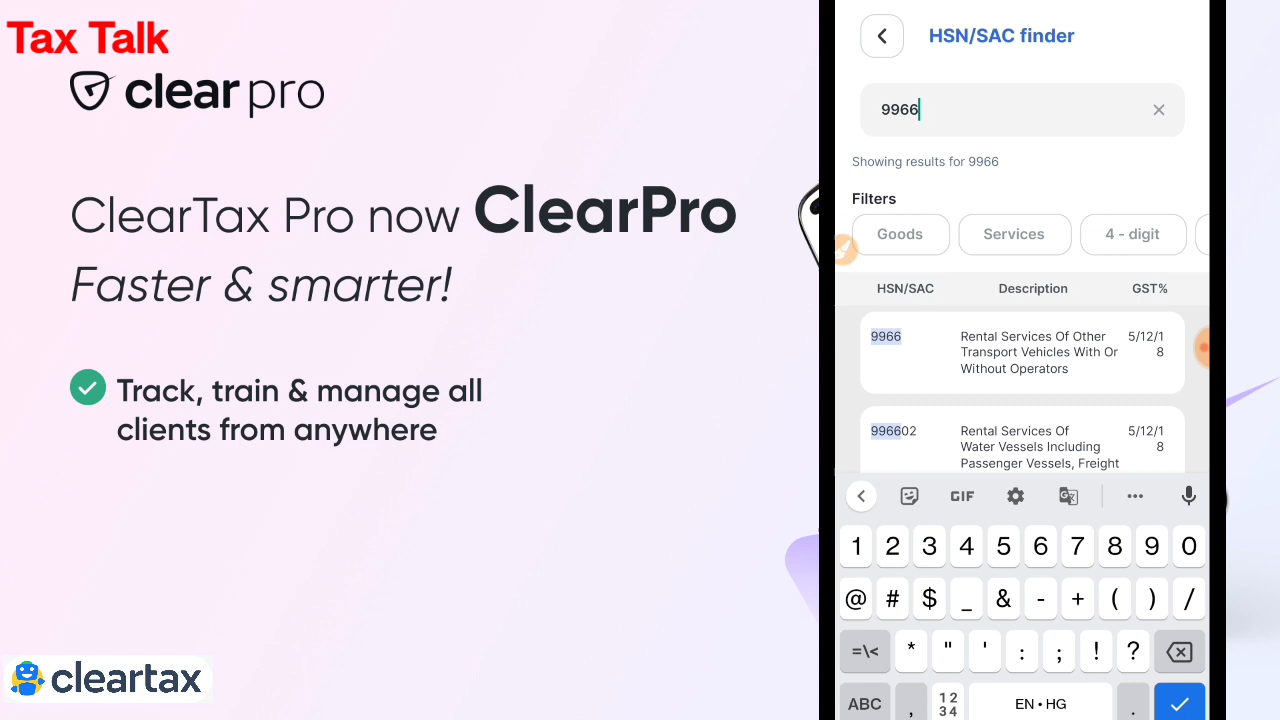 Tax Talk
clear pro
ClearTax Pro now ClearPro
Faster & smarter!
Track, train & manage all
clients from anywhere
cleartax
HSN/SAC finder
9966
Showing results for 9966
Filters
Goods Services 4 - digit
HSN/SAC Description GST%
9966 Rental Services Of Other 5/12/1
Transport Vehicles With Or 8
Without Operators
996602 Rental Services Of 5/12/1
Water Vessels Including 8
Passenger Vessels, Freight
GIF
1 2 3 4 5 6 7 8 9 0
@ # $ _ & - + ( ) /
=\< * " ' : ; ! ?
ABC , 12 34 EN • HG .